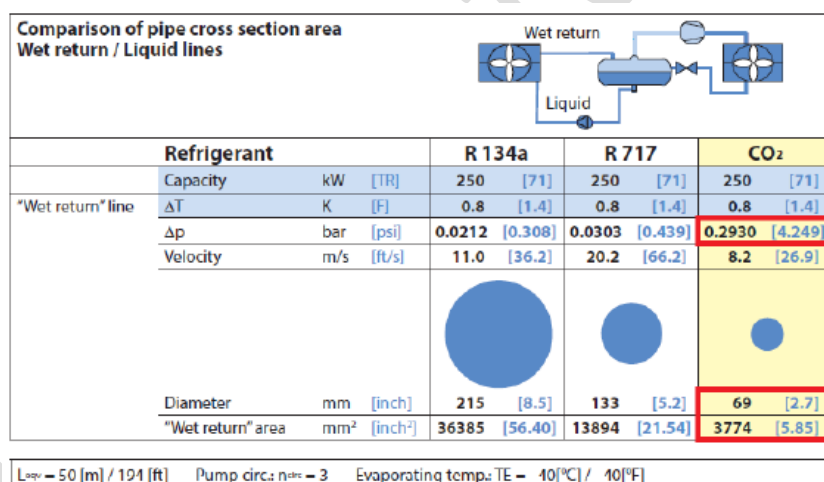 Comparison of pipe cross section area
Wet return / Liquid lines
Wet return
Liquid
Refrigerant R 134a R 717 CO2
Capacity kW [TR] 250 [71] 250 [71] 250 [71]
"Wet return" line ΔT K [F] 0.8 [1.4] 0.8 [1.4] 0.8 [1.4]
Δp bar [psi] 0.0212 [0.308] 0.0303 [0.439] 0.2930 [4.249]
Velocity m/s [ft/s] 11.0 [36.2] 20.2 [66.2] 8.2 [26.9]
Diameter mm [inch] 215 [8.5] 133 [5.2] 69 [2.7]
"Wet return" area mm² [inch²] 36385 [56.40] 13894 [21.54] 3774 [5.85]
Leqv = 50 [m] / 194 [ft] Pump circ.: ncirc = 3 Evaporating temp.: TE = 40[°C] / 40[°F]